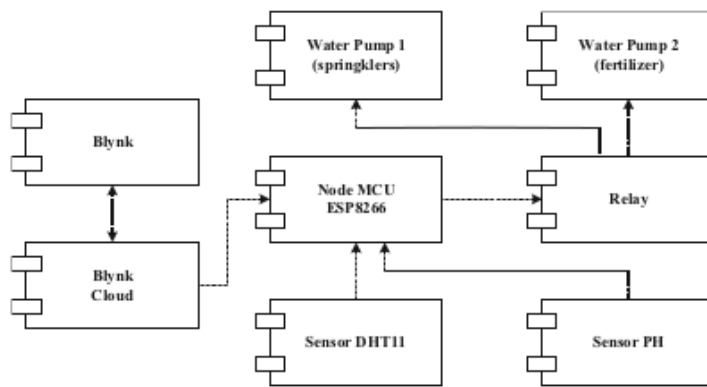 Water Pump 1
(springklers)
Water Pump 2
(fertilizer)
Blynk
Node MCU
ESP8266
Relay
Blynk
Cloud
Sensor DHT11
Sensor PH